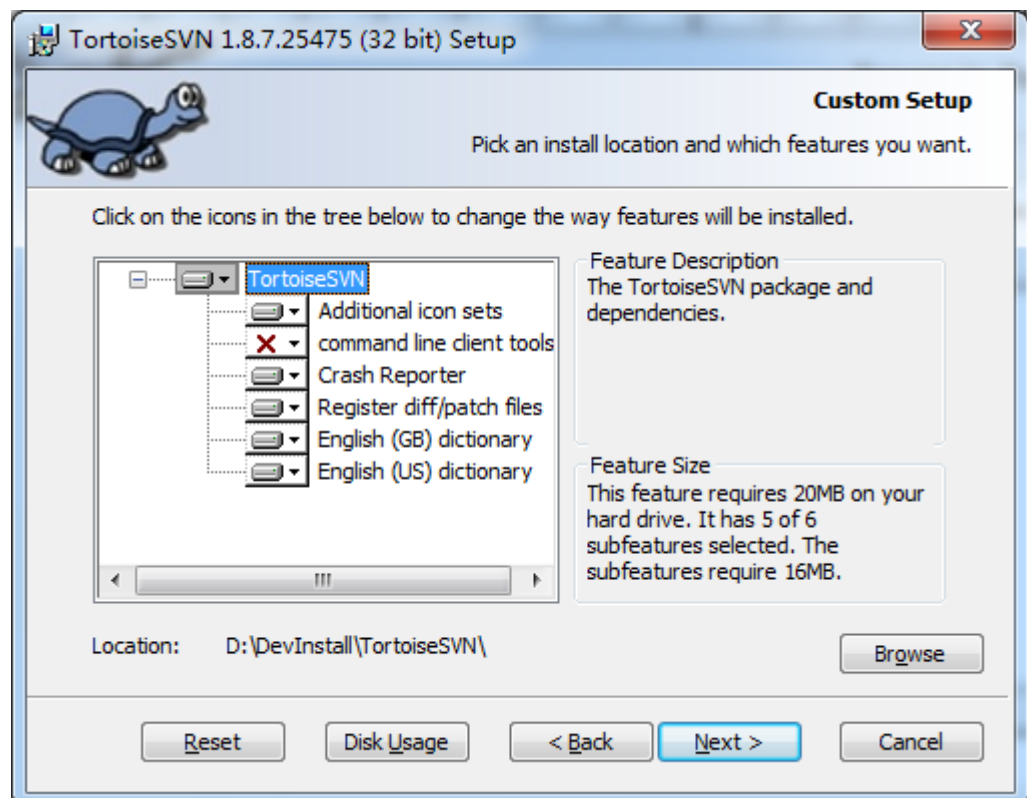 TortoiseSVN 1.8.7.25475 (32 bit) Setup
Custom Setup
Pick an install location and which features you want.
Click on the icons in the tree below to change the way features will be installed.
TortoiseSVN
Additional icon sets
command line client tools
Crash Reporter
Register diff/patch files
English (GB) dictionary
English (US) dictionary
Feature Description
The TortoiseSVN package and
dependencies.
Feature Size
This feature requires 20MB on your
hard drive. It has 5 of 6
subfeatures selected. The
subfeatures require 16MB.
Location: D:\DevInstall\TortoiseSVN\
Browse
Reset Disk Usage < Back Next > Cancel